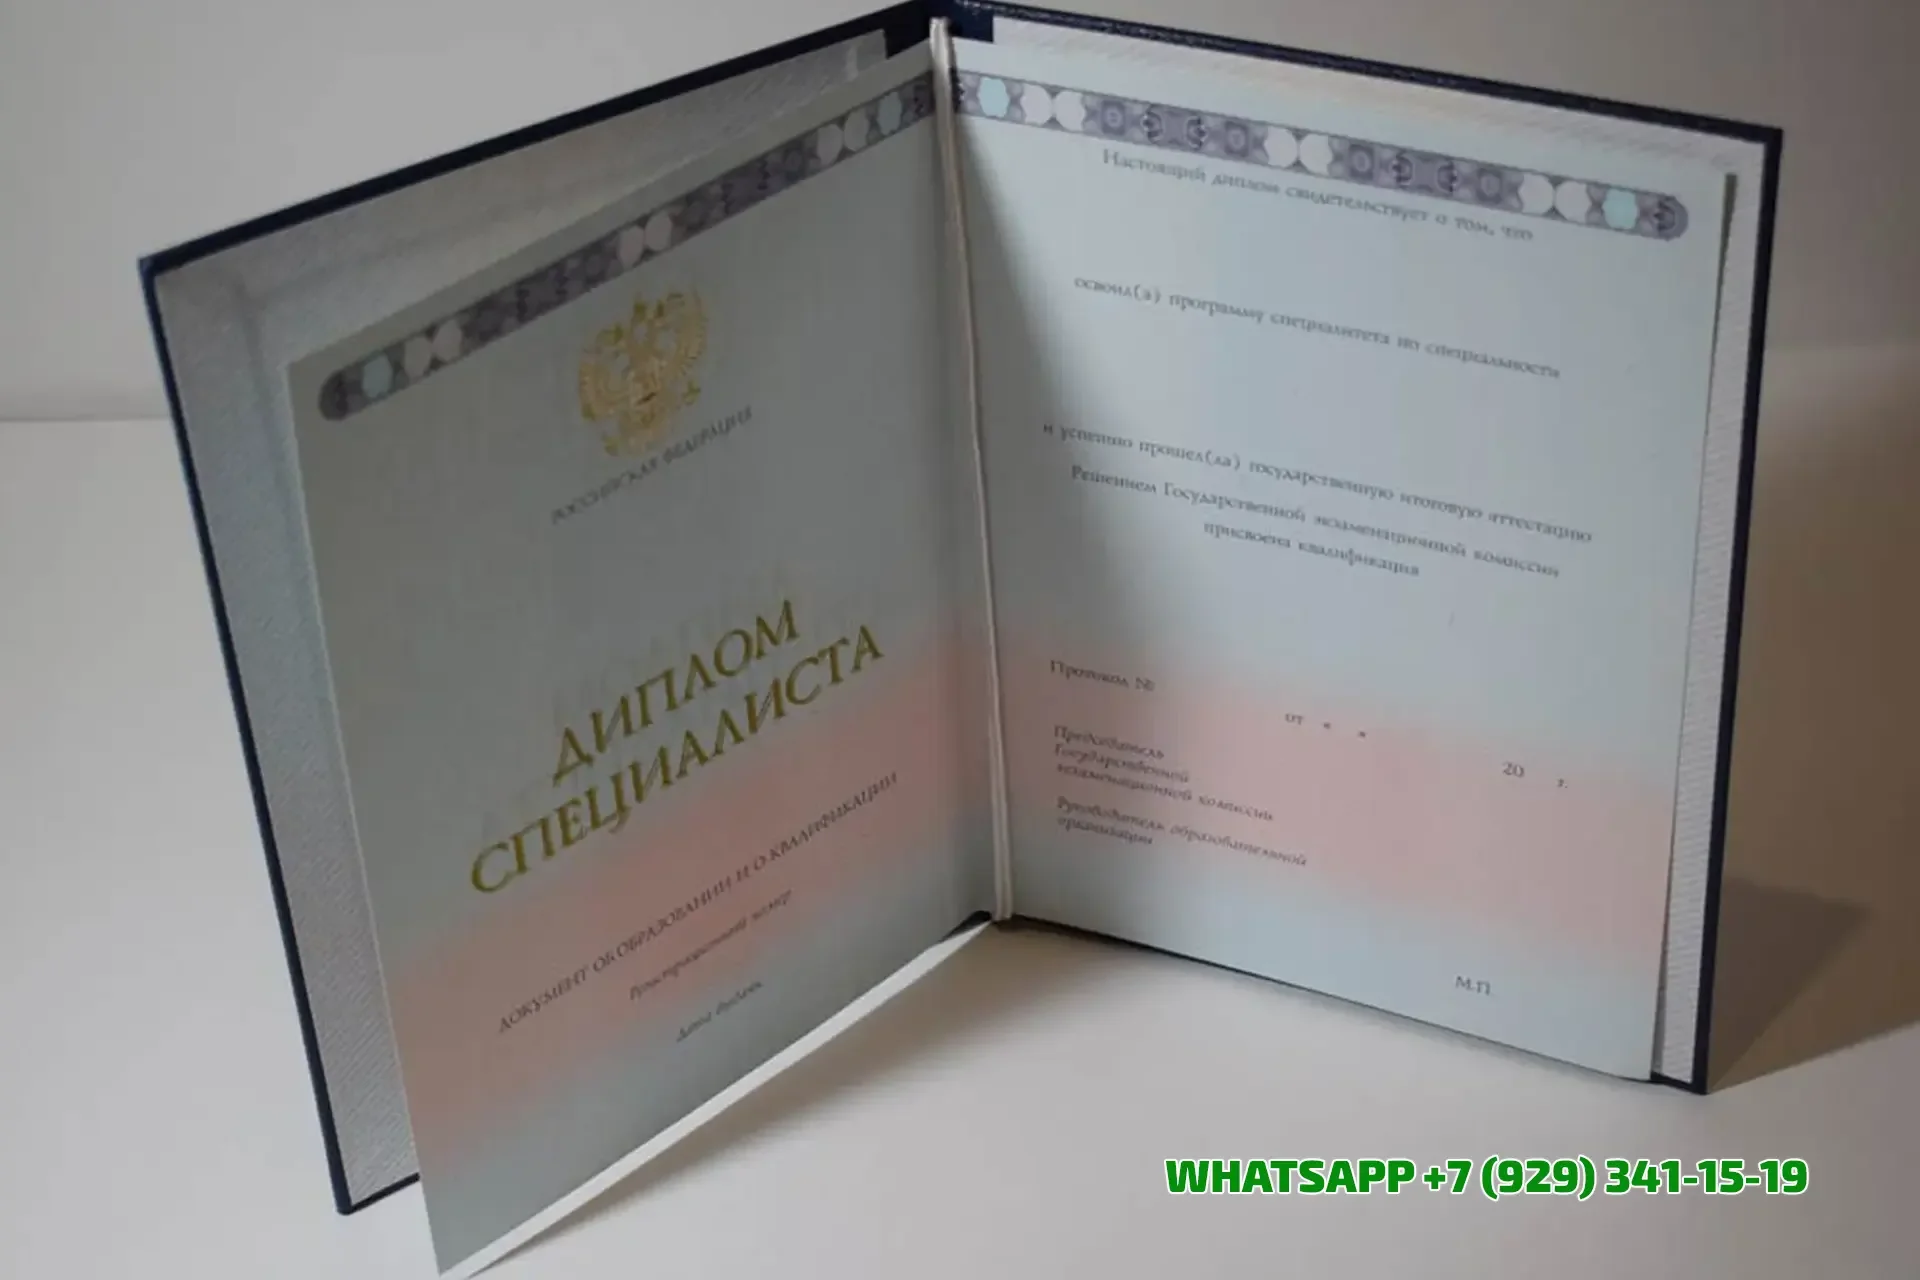 РОССИЙСКАЯ ФЕДЕРАЦИЯ
ДИПЛОМ
СПЕЦИАЛИСТА
ДОКУМЕНТ ОБ ОБРАЗОВАНИИ И О КВАЛИФИКАЦИИ
Регистрационный номер
Дата выдачи
Настоящий диплом свидетельствует о том, что
освоил(а) программу специалитета по специальности
и успешно прошел(ла) государственную итоговую аттестацию
Решением Государственной экзаменационной комиссии
присвоена квалификация
Протокол №
от « » 20 г.
Председатель
Государственной
экзаменационной комиссии
Руководитель образовательной
организации
М.П.
WHATSAPP +7 (929) 341-15-19